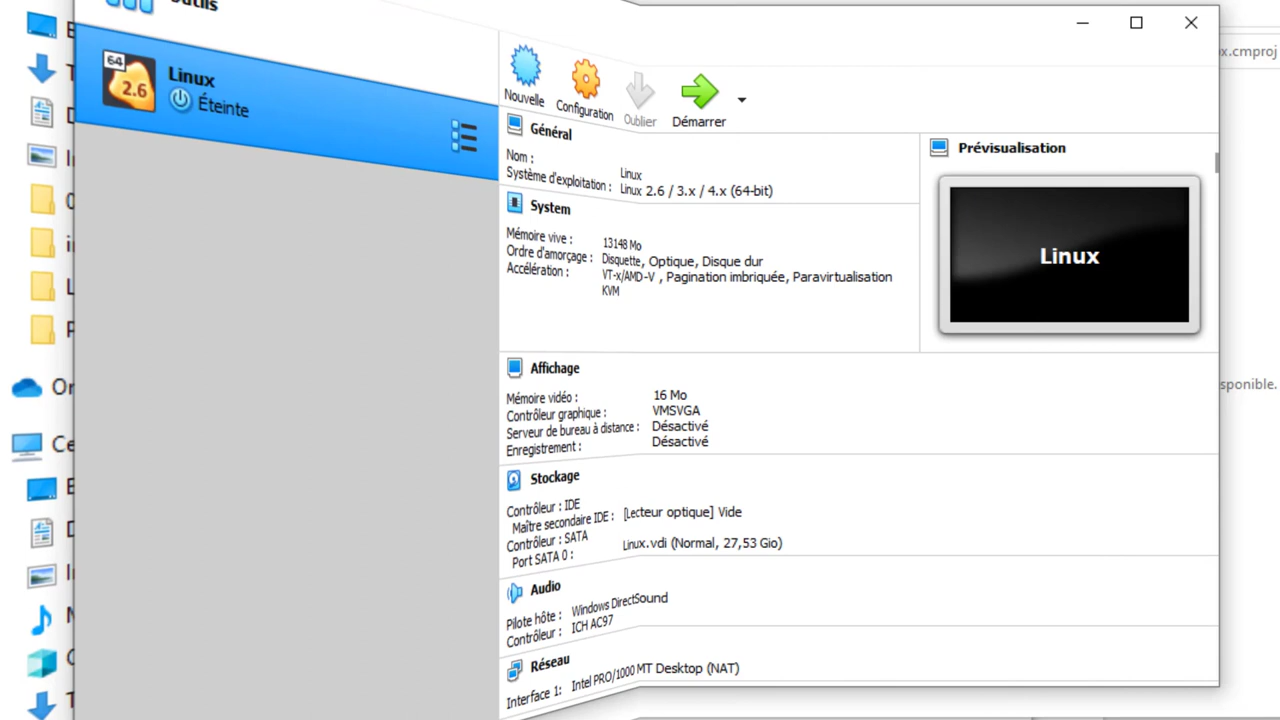 Outils
64
2.6
Linux
Éteinte
Nouvelle
Configuration
Oublier
Démarrer
Général
Nom :
Linux
Système d'exploitation :
Linux 2.6 / 3.x / 4.x (64-bit)
System
Mémoire vive :
13148 Mo
Ordre d'amorçage :
Disquette, Optique, Disque dur
Accélération :
VT-x/AMD-V , Pagination imbriquée, Paravirtualisation
KVM
Prévisualisation
Linux
Affichage
Mémoire vidéo :
16 Mo
Contrôleur graphique :
VMSVGA
Serveur de bureau à distance :
Désactivé
Enregistrement :
Désactivé
Stockage
Contrôleur : IDE
Maître secondaire IDE :
[Lecteur optique] Vide
Contrôleur : SATA
Port SATA 0 :
Linux.vdi (Normal, 27,53 Gio)
Audio
Pilote hôte :
Windows DirectSound
Contrôleur :
ICH AC97
Réseau
Interface 1:
Intel PRO/1000 MT Desktop (NAT)
x.cmproj
sponible.